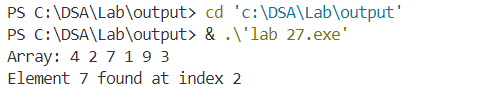 PS C:\DSA\Lab\output> cd 'c:\DSA\Lab\output'
PS C:\DSA\Lab\output> & .\'lab 27.exe'
Array: 4 2 7 1 9 3
Element 7 found at index 2